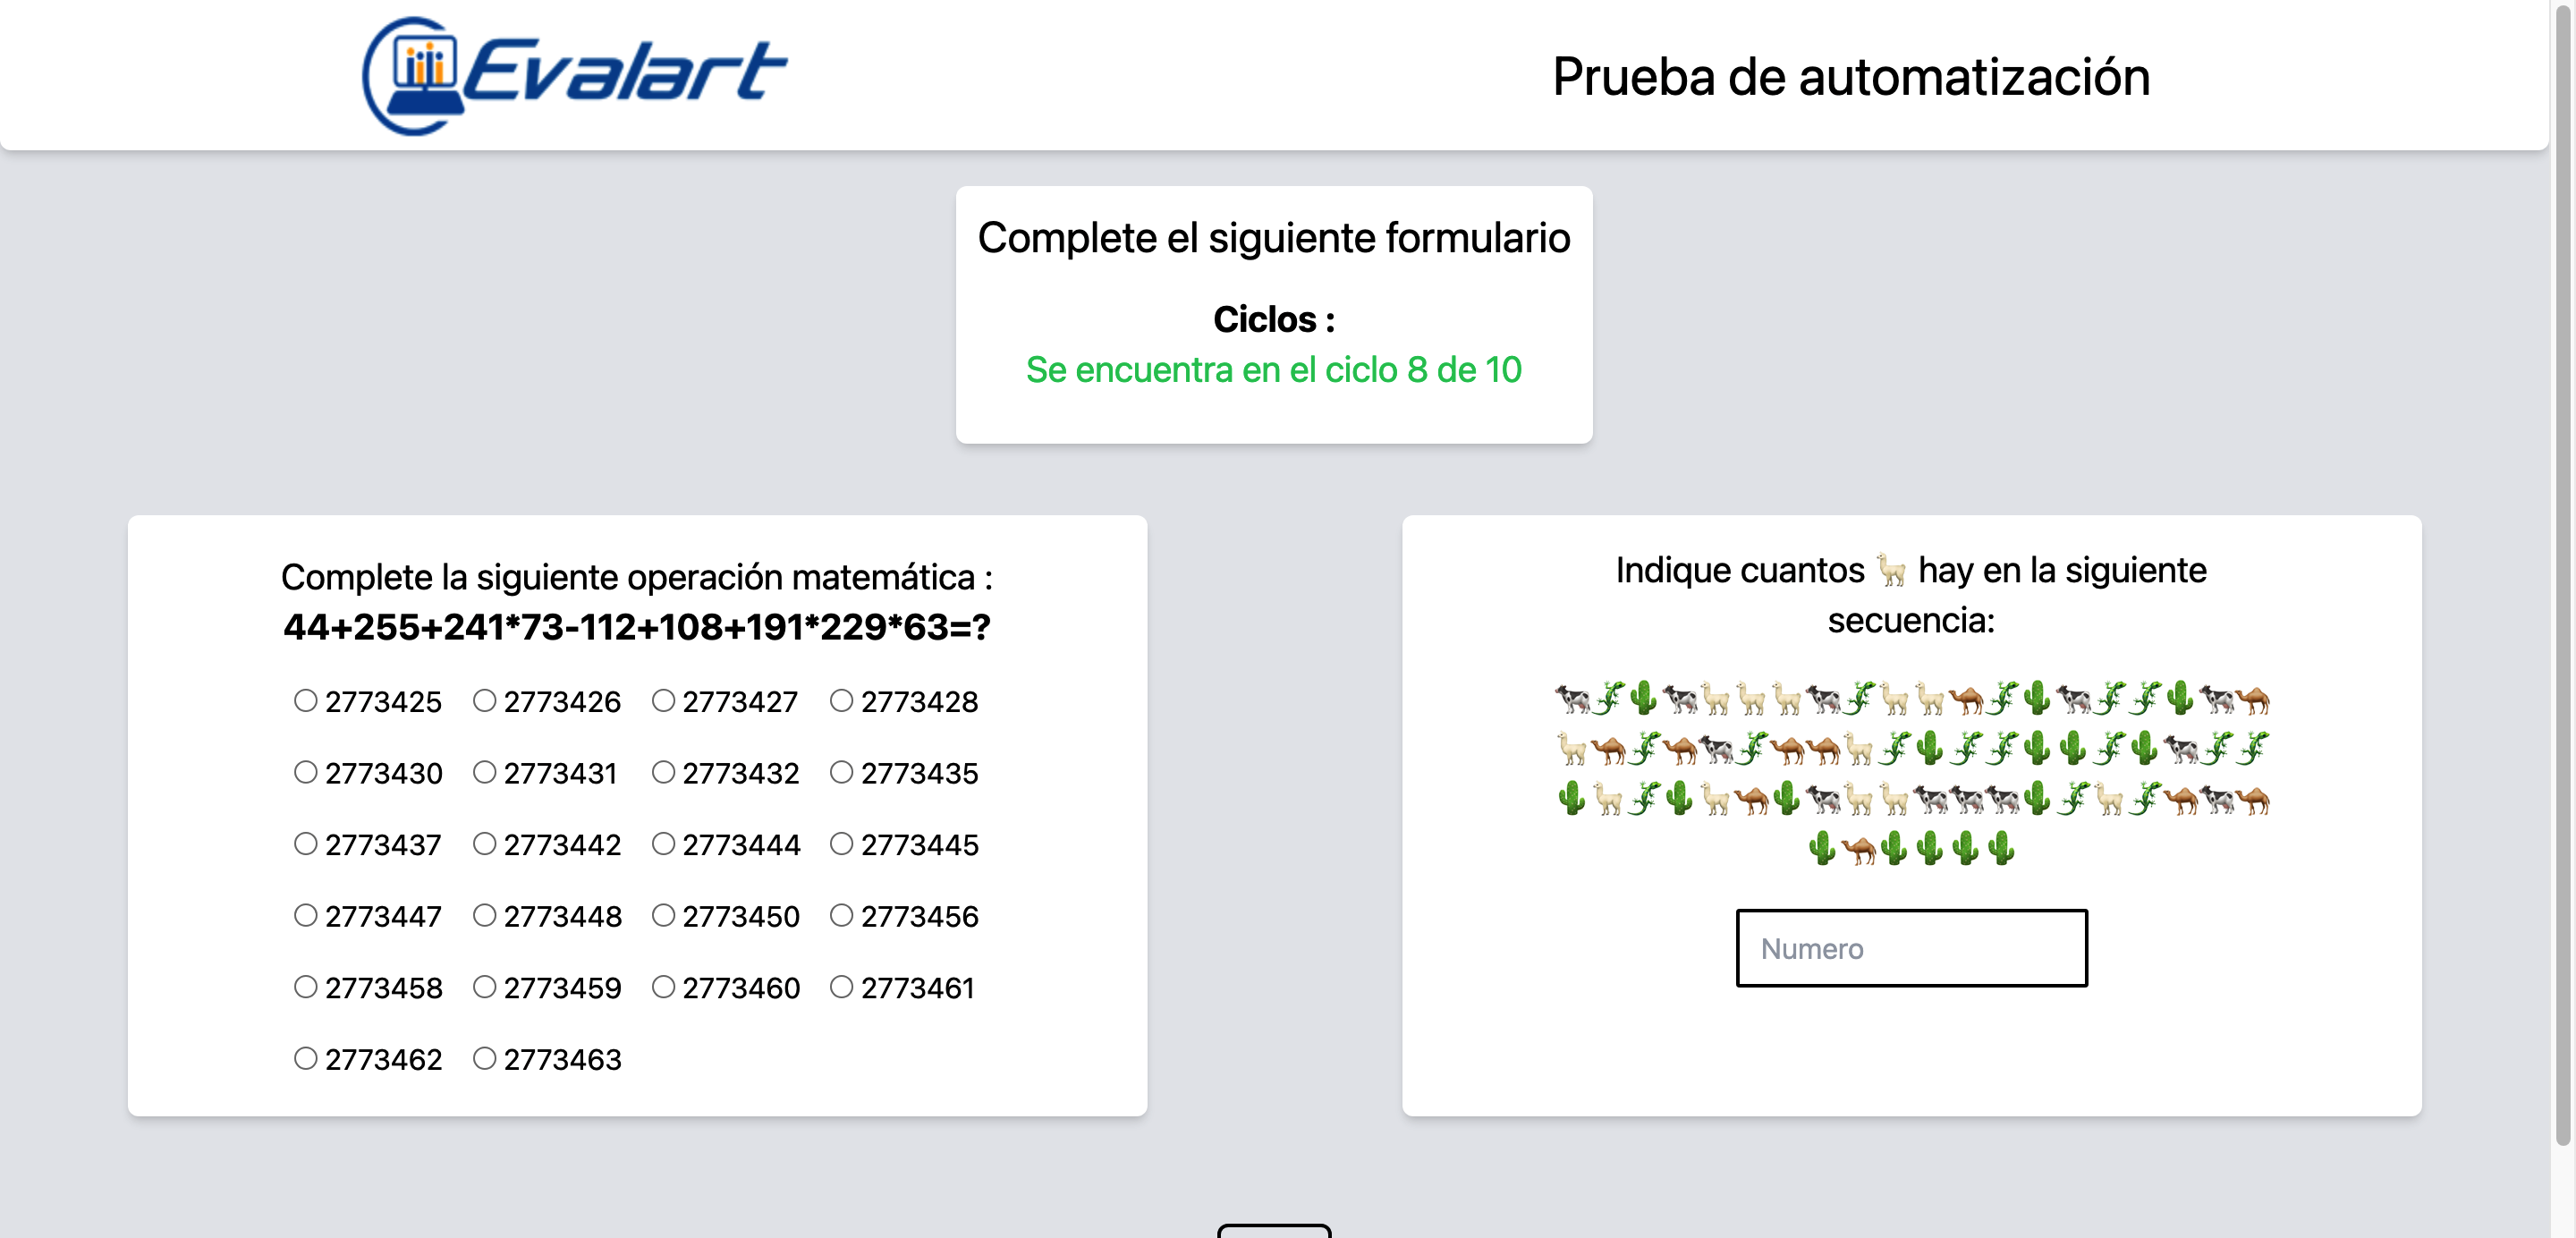 Evalart
Prueba de automatización
Complete el siguiente formulario
Ciclos :
Se encuentra en el ciclo 8 de 10
Complete la siguiente operación matemática :
44+255+241*73-112+108+191*229*63=?
2773425 2773426 2773427 2773428
2773430 2773431 2773432 2773435
2773437 2773442 2773444 2773445
2773447 2773448 2773450 2773456
2773458 2773459 2773460 2773461
2773462 2773463
Indique cuantos 🦙 hay en la siguiente
secuencia:
🐄🦎🌵🐄🦙🦙🦙🐄🦎🦙🦙🐪🦎🌵🐄🦎🦎🌵🐄🐪
🦙🐪🦎🐪🐄🦎🐪🐪🦙🦎🌵🦎🦎🌵🌵🦎🌵🐄🦎🦎
🌵🦙🦎🌵🦙🐪🌵🐄🦙🦙🐄🐄🐄🌵🦎🦙🦎🐪🐄🐪
🌵🐪🌵🌵🌵🌵
Numero